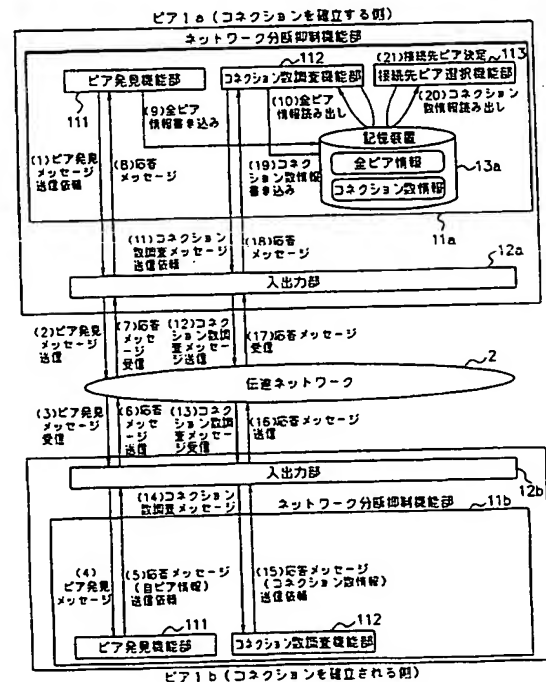 ピア1a(コネクションを確立する側)
ネットワーク分断抑制機能部
ピア発見機能部
111
112
コネクション数調査機能部
(21)接続先ピア決定
113
接続先ピア選択機能部
(9)全ピア
情報書き込み
(10)全ピア
情報読み出し
(20)コネクション
数情報読み出し
(1)ピア発見
メッセージ
送信依頼
(8)応答
メッセージ
記憶装置
全ピア情報
コネクション数情報
13a
(19)コネク
ション数情報
書き込み
11a
(11)コネクション
数調査メッセージ
送信依頼
(18)応答
メッセージ
12a
入出力部
(2)ピア発見
メッセージ
送信
(7)応答
メッセ
ージ
受信
(12)コネク
ション数調
査メッセー
ジ送信
(17)応答メッセージ
受信
2
伝達ネットワーク
(3)ピア発見
メッセージ
受信
(6)応答
メッセ
ージ
送信
(13)コネク
ション数調
査メッセー
ジ受信
(16)応答メッセージ
送信
入出力部
12b
(14)コネクション
数調査メッセージ
ネットワーク分断抑制機能部
11b
(4)
ピア発見
メッセージ
(5)応答メッセージ
(自ピア情報)
送信依頼
(15)応答メッセージ
(コネクション数情報)
送信依頼
111
ピア発見機能部
112
コネクション数調査機能部
ピア1b(コネクションを確立される側)